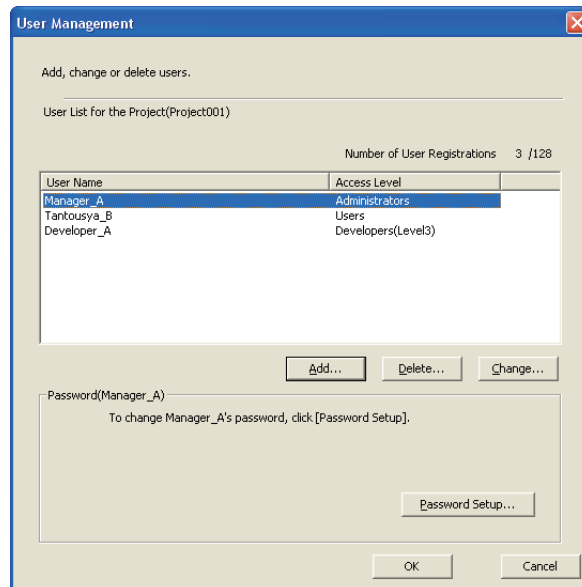 User Management
Add, change or delete users.
User List for the Project(Project001)
Number of User Registrations 3 /128
User Name Access Level
Manager_A Administrators
Tantousya_B Users
Developer_A Developers(Level3)
Add... Delete... Change...
Password(Manager_A)
To change Manager_A's password, click [Password Setup].
Password Setup...
OK Cancel